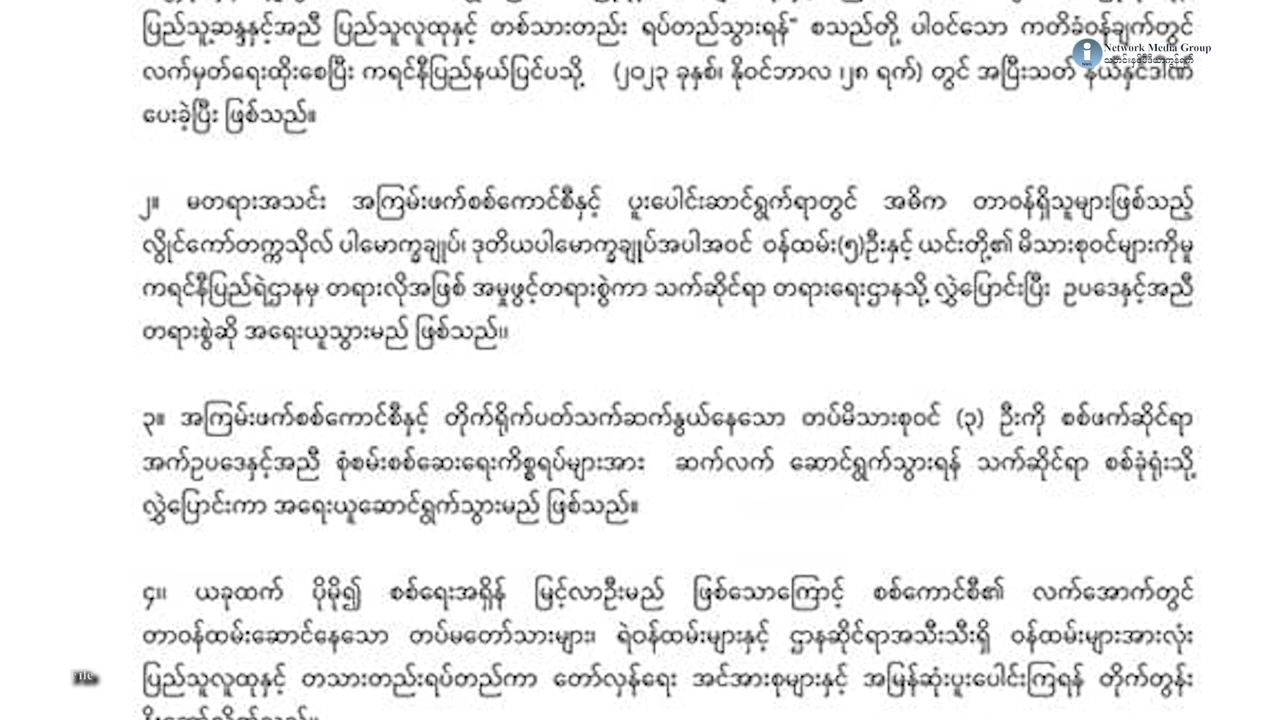 ပြည်သူ့ဆန္ဒနှင့်အညီ ပြည်သူလူထုနှင့် တစ်သားတည်း ရပ်တည်သွားရန်" စသည်တို့ ပါဝင်သော ကတိခံဝန်ချက်တွင်
Network Media Group
လက်မှတ်ရေးထိုးစေပြီး ကရင်နီပြည်နယ်ပြင်ပသို့ (၂၀၂၃ ခုနှစ်၊ နိုဝင်ဘာလ ၊၂၈ ရက်) တွင် အပြီးသတ် နယ်နှင်ဒဏ်
ပေးခဲ့ပြီး ဖြစ်သည်။
၂။ မတရားအသင်း အကြမ်းဖက်စစ်ကောင်စီနှင့် ပူးပေါင်းဆာင်ရွက်ရာတွင် အဓိက တာဝန်ရှိသူများဖြစ်သည့်
လွိုင်ကော်တက္ကသိုလ် ပါမောက္ခချုပ်၊ ဒုတိယပါမောက္ခချုပ်အပါအဝင် ဝန်ထမ်း(၅)ဦးနှင့် ယင်းတို့၏ မိသားစုဝင်များကိုမူ
ကရင်နီပြည်ရဲဌာနမှ တရားလိုအဖြစ် အမှုဖွင့်တရားစွဲကာ သက်ဆိုင်ရာ တရားရေးဌာနသို့ လွှဲပြောင်းပြီး ဥပဒေနှင့်အညီ
တရားစွဲဆို အရေးယူသွားမည် ဖြစ်သည်။
၃။ အကြမ်းဖက်စစ်ကောင်စီနှင့် တိုက်ရိုက်ပတ်သက်ဆက်နွယ်နေသော တပ်မိသားစုဝင် (၃) ဦးကို စစ်ဖက်ဆိုင်ရာ
အက်ဥပဒေနှင့်အညီ စုံစမ်းစစ်ဆေးရေးကိစ္စရပ်များအား ဆက်လက် ဆောင်ရွက်သွားရန် သက်ဆိုင်ရာ စစ်ခုံရုံးသို့
လွှဲပြောင်းကာ အရေးယူဆောင်ရွက်သွားမည် ဖြစ်သည်။
၄။ ယခုထက် ပိုမို၍ စစ်ရေးအရှိန် မြင့်လာဦးမည် ဖြစ်သောကြောင့် စစ်ကောင်စီ၏ လက်အောက်တွင်
တာဝန်ထမ်းဆောင်နေသော တပ်မတော်သားများ၊ ရဲဝန်ထမ်းများနှင့် ဌာနဆိုင်ရာအသီးသီးရှိ ဝန်ထမ်းများအားလုံး
File
ပြည်သူလူထုနှင့် တသားတည်းရပ်တည်ကာ တော်လှန်ရေး အင်အားစုများနှင့် အမြန်ဆုံးပူးပေါင်းကြရန် တိုက်တွန်း